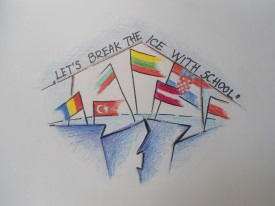 „LET'S BREAK THE ICE WITH SCHOOL"